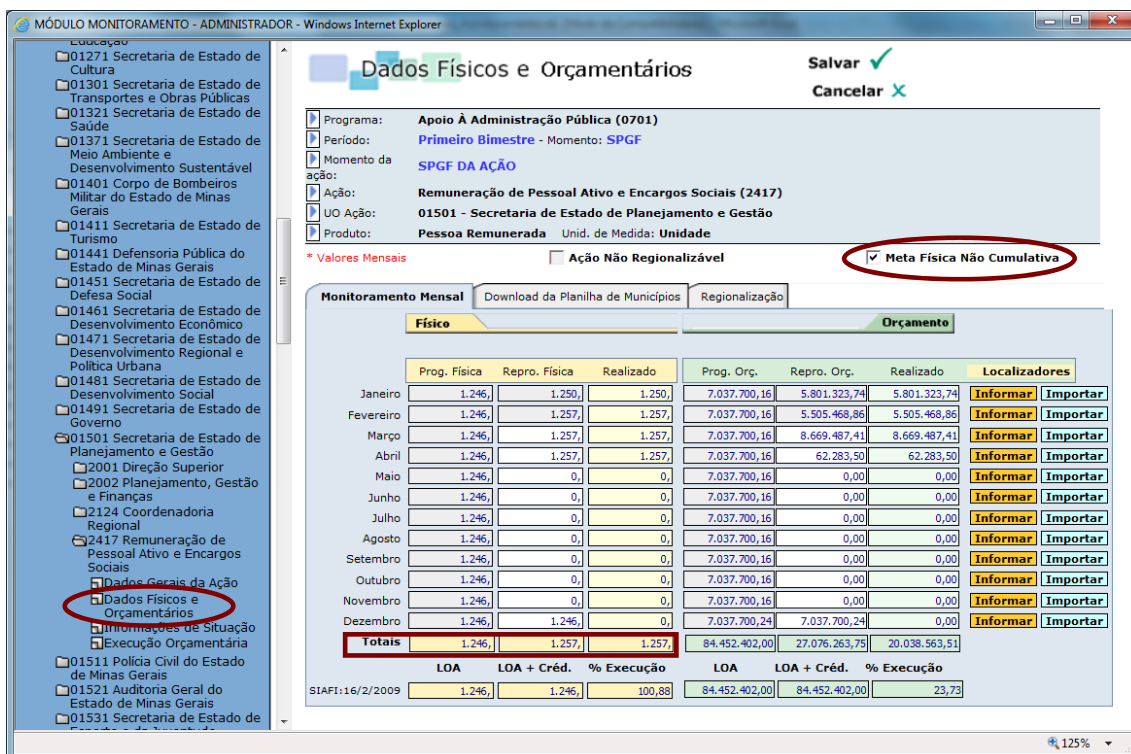 MÓDULO MONITORAMENTO - ADMINISTRADOR - Windows Internet Explorer
Educação
01271 Secretaria de Estado de
Cultura
01301 Secretaria de Estado de
Transportes e Obras Públicas
01321 Secretaria de Estado de
Saúde
01371 Secretaria de Estado de
Meio Ambiente e
Desenvolvimento Sustentável
01401 Corpo de Bombeiros
Militar do Estado de Minas
Gerais
01411 Secretaria de Estado de
Turismo
01441 Defensoria Pública do
Estado de Minas Gerais
01451 Secretaria de Estado de
Defesa Social
01461 Secretaria de Estado de
Desenvolvimento Econômico
01471 Secretaria de Estado de
Desenvolvimento Regional e
Política Urbana
01481 Secretaria de Estado de
Desenvolvimento Social
01491 Secretaria de Estado de
Governo
01501 Secretaria de Estado de
Planejamento e Gestão
2001 Direção Superior
2002 Planejamento, Gestão
e Finanças
2124 Coordenadoria
Regional
2417 Remuneração de
Pessoal Ativo e Encargos
Sociais
Dados Gerais da Ação
Dados Físicos e
Orçamentários
Informações de Situação
Execução Orçamentária
01511 Polícia Civil do Estado
de Minas Gerais
01521 Auditoria Geral do
Estado de Minas Gerais
01531 Secretaria de Estado de
Dados Físicos e Orçamentários
Salvar
Cancelar
Programa: Apoio À Administração Pública (0701)
Período: Primeiro Bimestre - Momento: SPGF
Momento da
ação: SPGF DA AÇÃO
Ação: Remuneração de Pessoal Ativo e Encargos Sociais (2417)
UO Ação: 01501 - Secretaria de Estado de Planejamento e Gestão
Produto: Pessoa Remunerada Unid. de Medida: Unidade
* Valores Mensais Ação Não Regionalizável Meta Física Não Cumulativa
Monitoramento Mensal Download da Planilha de Municípios Regionalização
Físico Orçamento
Prog. Física Repro. Física Realizado Prog. Orç. Repro. Orç. Realizado Localizadores
Janeiro 1.246, 1.250, 1.250, 7.037.700,16 5.801.323,74 5.801.323,74 Informar Importar
Fevereiro 1.246, 1.257, 1.257, 7.037.700,16 5.505.468,86 5.505.468,86 Informar Importar
Março 1.246, 1.257, 1.257, 7.037.700,16 8.669.487,41 8.669.487,41 Informar Importar
Abril 1.246, 1.257, 1.257, 7.037.700,16 62.283,50 62.283,50 Informar Importar
Maio 1.246, 0, 0, 7.037.700,16 0,00 0,00 Informar Importar
Junho 1.246, 0, 0, 7.037.700,16 0,00 0,00 Informar Importar
Julho 1.246, 0, 0, 7.037.700,16 0,00 0,00 Informar Importar
Agosto 1.246, 0, 0, 7.037.700,16 0,00 0,00 Informar Importar
Setembro 1.246, 0, 0, 7.037.700,16 0,00 0,00 Informar Importar
Outubro 1.246, 0, 0, 7.037.700,16 0,00 0,00 Informar Importar
Novembro 1.246, 0, 0, 7.037.700,16 0,00 0,00 Informar Importar
Dezembro 1.246, 1.246, 0, 7.037.700,24 7.037.700,24 0,00 Informar Importar
Totais 1.246, 1.257, 1.257, 84.452.402,00 27.076.263,75 20.038.563,51
LOA LOA + Créd. % Execução LOA LOA + Créd. % Execução
SIAFI:16/2/2009 1.246, 1.246, 100,88 84.452.402,00 84.452.402,00 23,73
125%